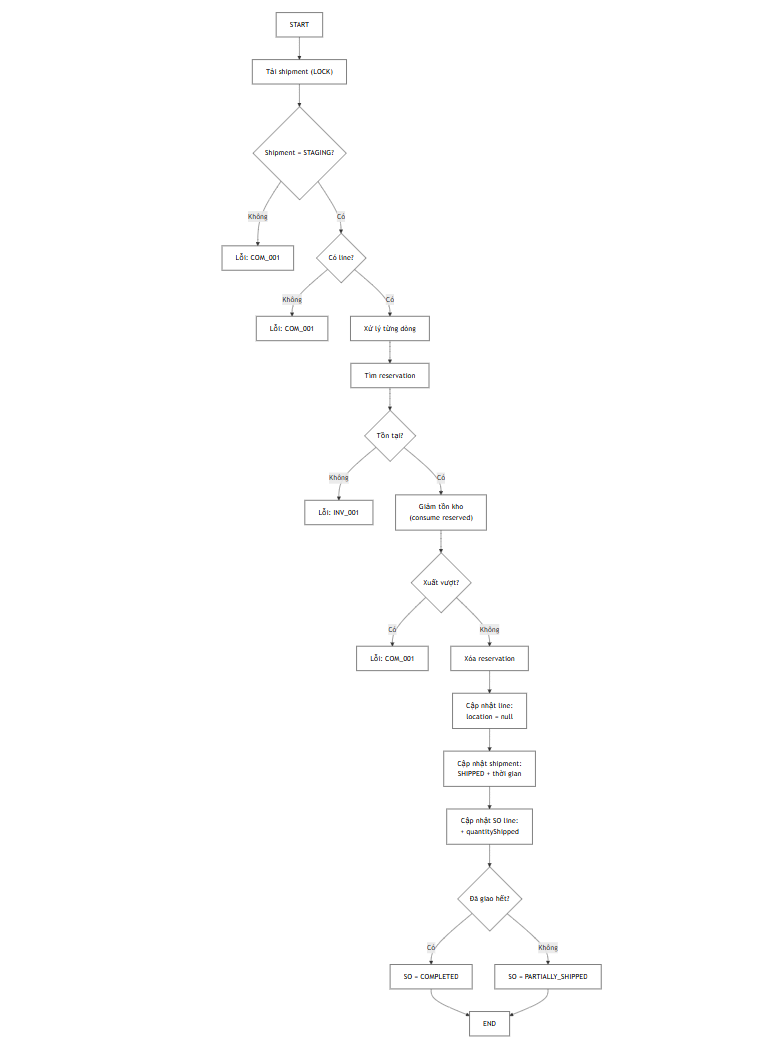 START
Tải shipment (LOCK)
Shipment = STAGING?
Không
Có
Lỗi: COM_001
Có line?
Không
Có
Lỗi: COM_001
Xử lý từng dòng
Tìm reservation
Tồn tại?
Không
Có
Lỗi: INV_001
Giảm tồn kho
(consume reserved)
Xuất vượt?
Có
Không
Lỗi: COM_001
Xóa reservation
Cập nhật line:
location = null
Cập nhật shipment:
SHIPPED + thời gian
Cập nhật SO line:
+ quantityShipped
Đã giao hết?
Có
Không
SO = COMPLETED
SO = PARTIALLY_SHIPPED
END